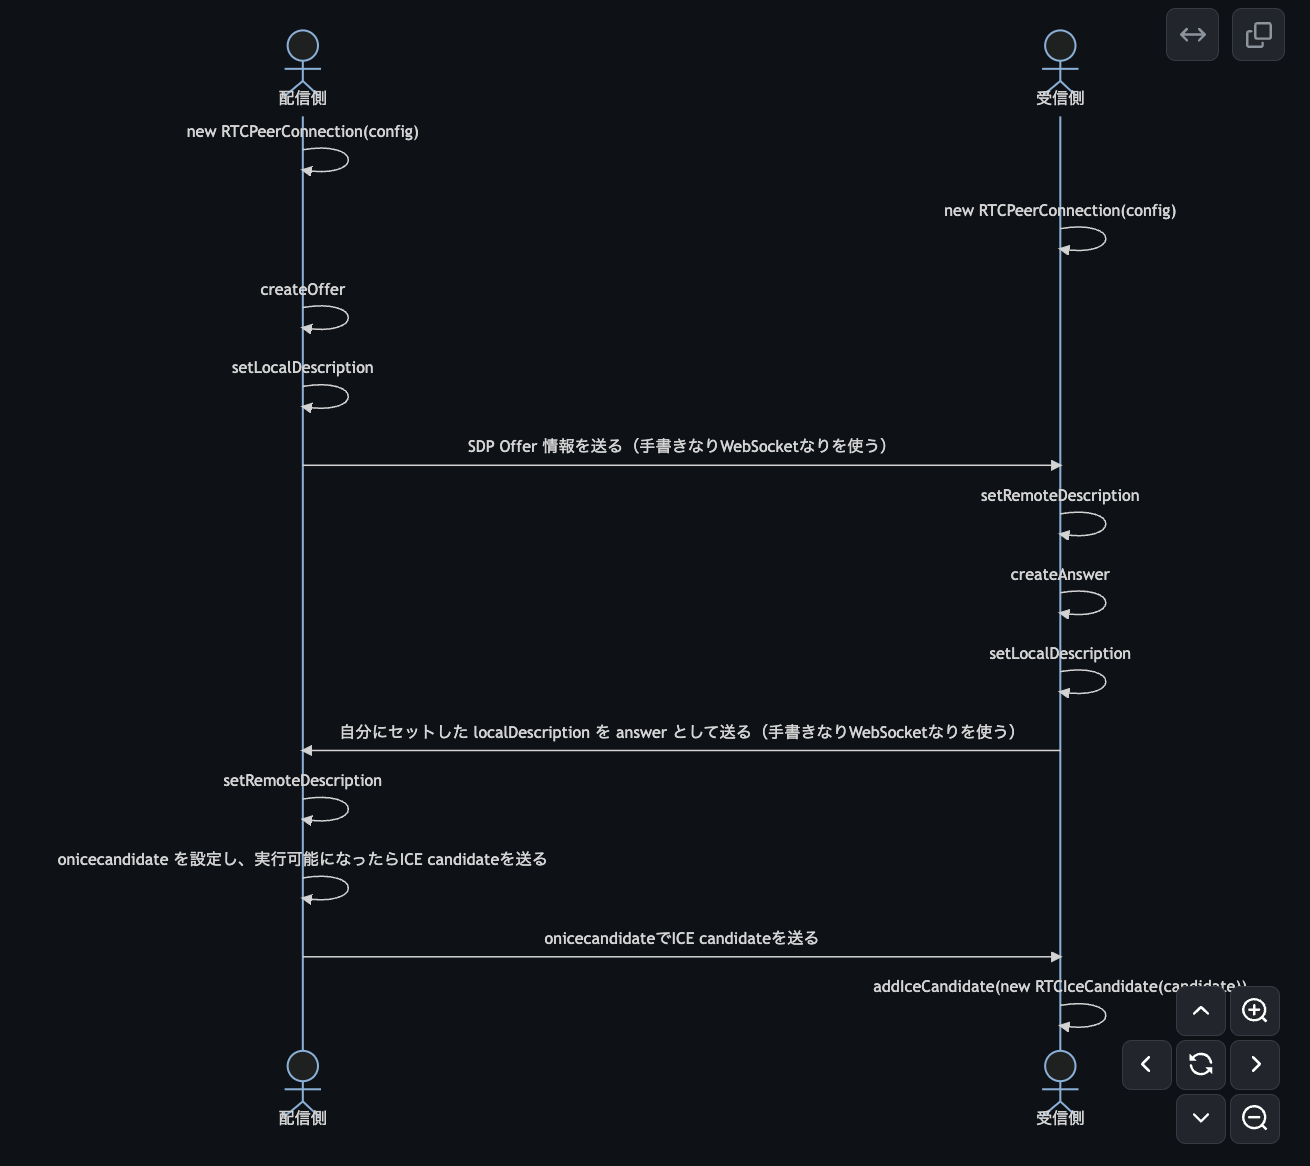 配信側
受信側
new RTCPeerConnection(config)
new RTCPeerConnection(config)
createOffer
setLocalDescription
SDP Offer 情報を送る（手書きなりWebSocketなりを使う）
setRemoteDescription
createAnswer
setLocalDescription
自分にセットした localDescription を answer として送る（手書きなりWebSocketなりを使う）
setRemoteDescription
onicecandidate を設定し、実行可能になったらICE candidateを送る
onicecandidateでICE candidateを送る
addIceCandidate(new RTCIceCandidate(candidate))
配信側
受信側